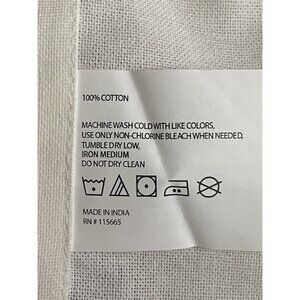 100% COTTON
MACHINE WASH COLD WITH LIKE COLORS,
USE ONLY NON-CHLORINE BLEACH WHEN NEEDED,
TUMBLE DRY LOW,
IRON MEDIUM
DO NOT DRY CLEAN
MADE IN INDIA
RN # 115665